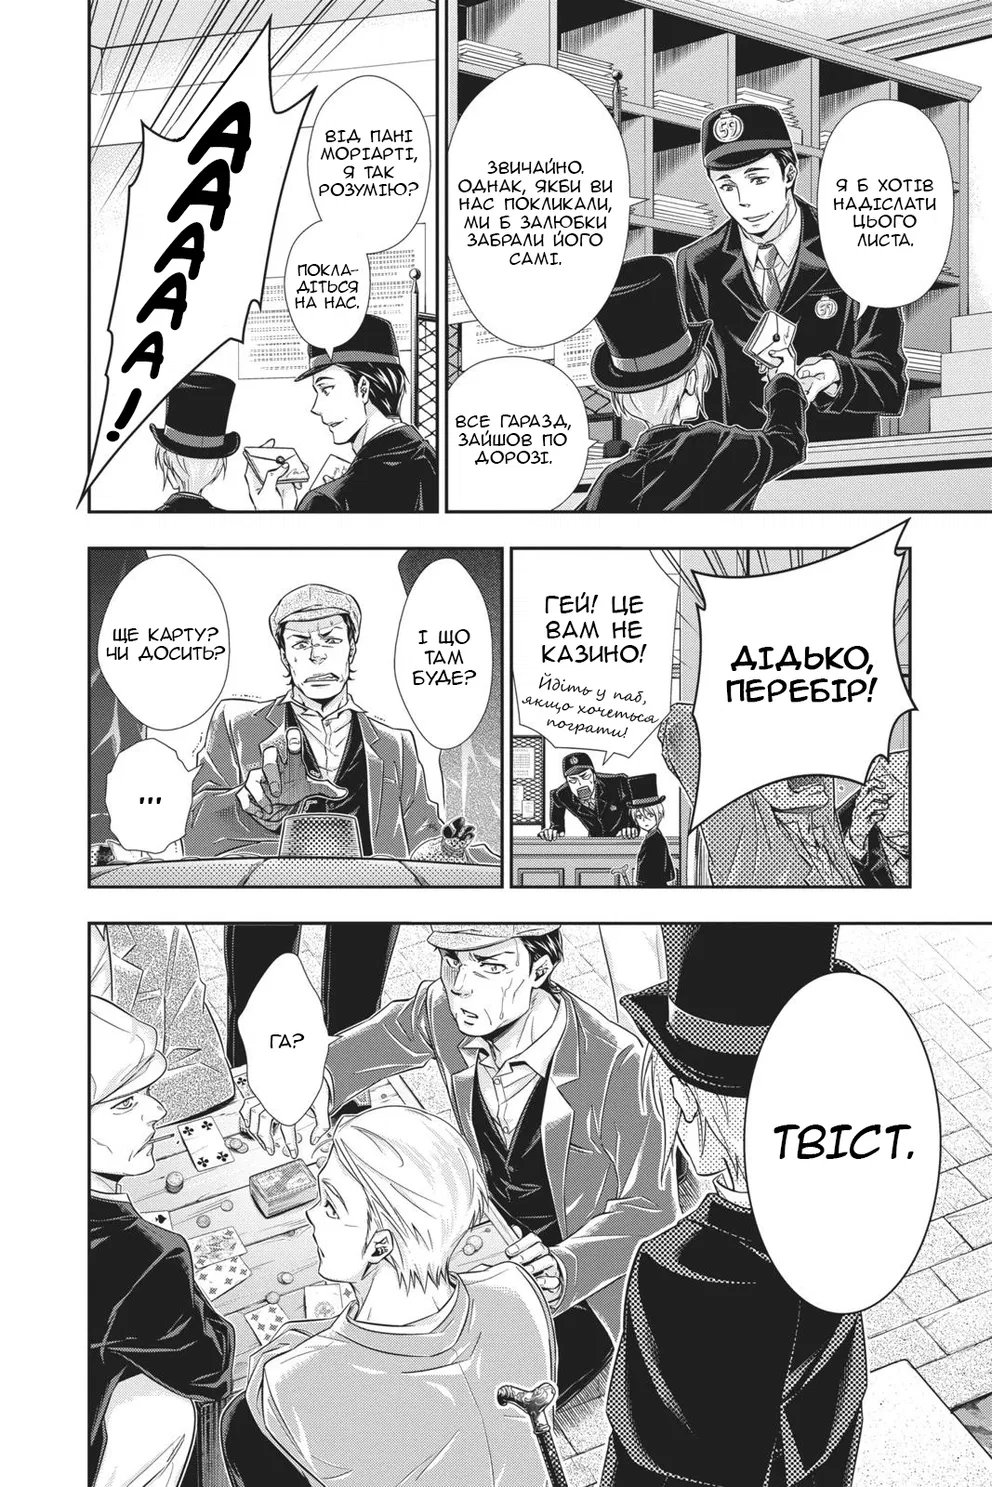 Я Б ХОТІВ
НАДІСЛАТИ
ЦЬОГО
ЛИСТА.
ЗВИЧАЙНО.
ОДНАК, ЯКБИ ВИ
НАС ПОКЛИКАЛИ,
МИ Б ЗАЛЮБКИ
ЗАБРАЛИ ЙОГО
САМІ.
59
59
ВСЕ ГАРАЗД,
ЗАЙШОВ ПО
ДОРОЗІ.
ВІД ПАНІ
МОРІАРТІ,
Я ТАК
РОЗУМІЮ?
ПОКЛА-
ДІТЬСЯ
НА НАС.
АААААА!
ДІДЬКО,
ПЕРЕБІР!
ГЕЙ! ЦЕ
ВАМ НЕ
КАЗИНО!
Йдіть у паб,
якщо хочеться
пограти!
І ЩО
ТАМ
БУДЕ?
ЩЕ КАРТУ?
ЧИ ДОСИТЬ?
...
ТВІСТ.
ГА?